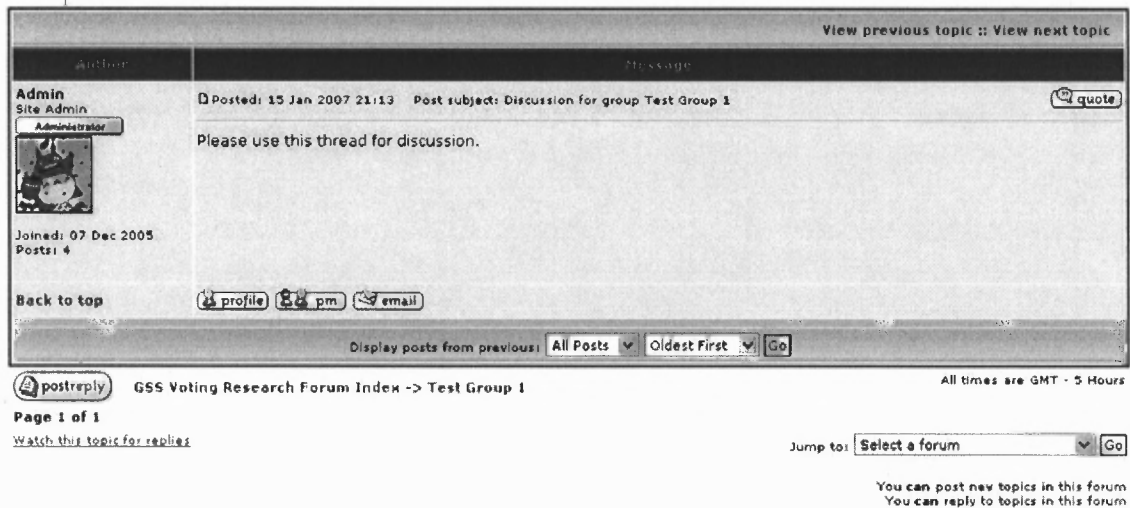 View previous topic :: View next topic
Author Message
Admin
Site Admin
Administrator
Posted: 15 Jan 2007 21:13 Post subject: Discussion for group Test Group 1
quote
Please use this thread for discussion.
Joined: 07 Dec 2005
Posts: 4
Back to top
profile pm email
Display posts from previous: All Posts Oldest First Go
postreply GSS Voting Research Forum Index -> Test Group 1
All times are GMT - 5 Hours
Page 1 of 1
Watch this topic for replies
Jump to: Select a forum Go
You can post new topics in this forum
You can reply to topics in this forum